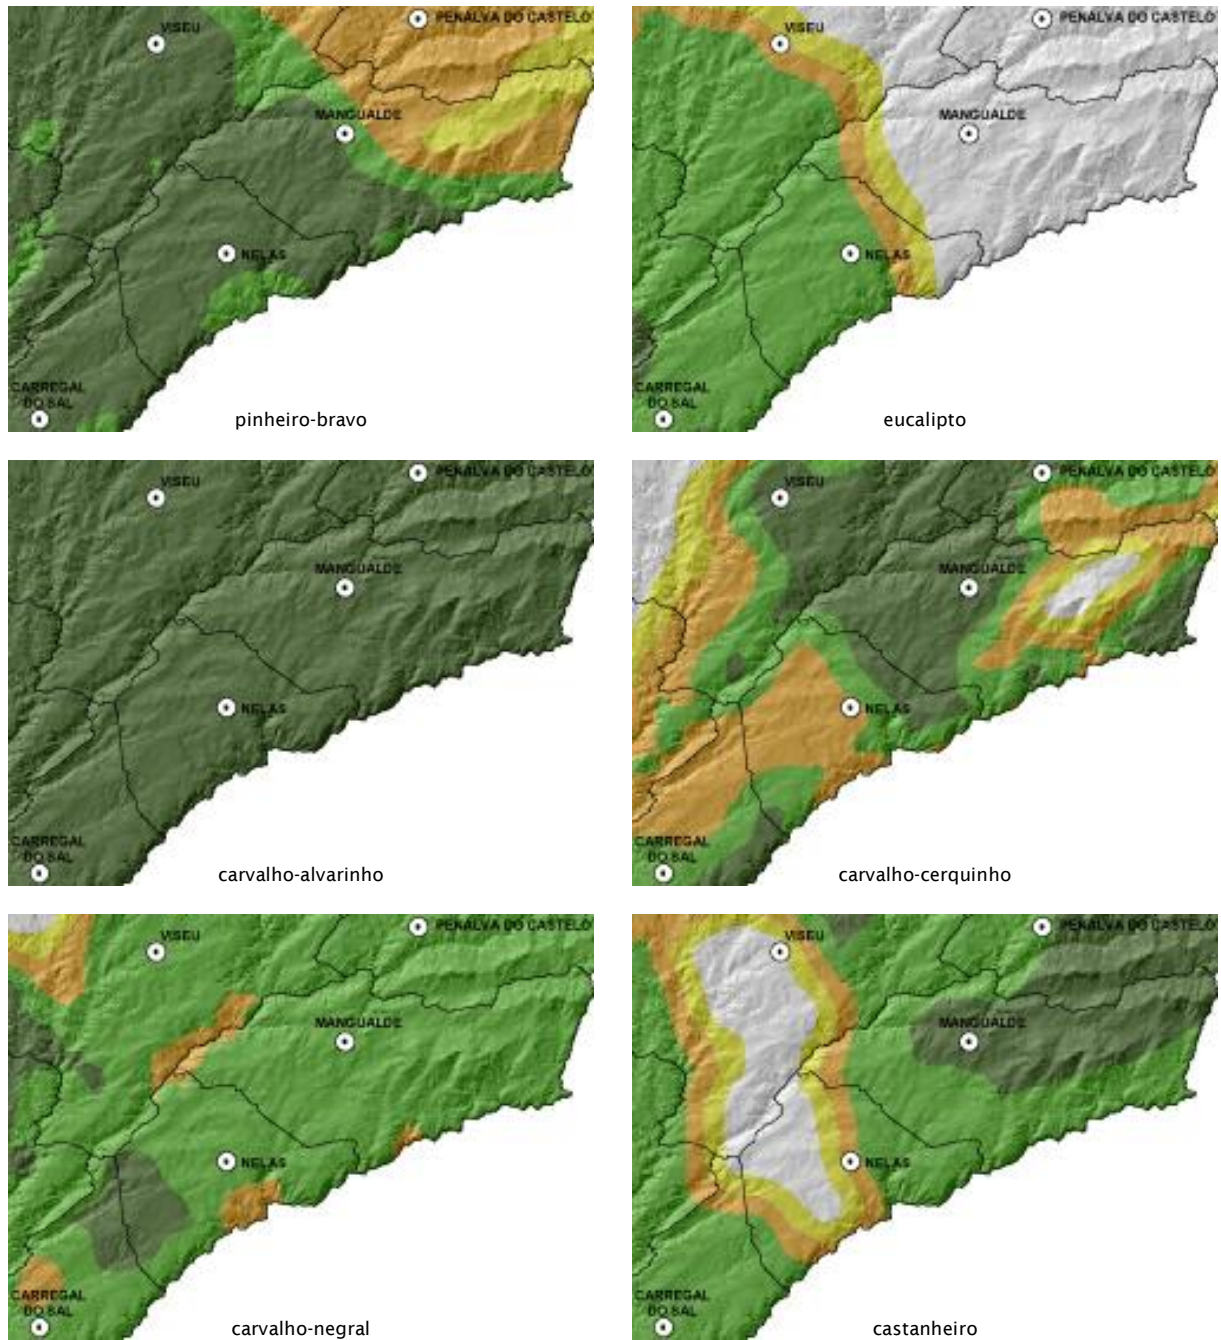 PENALVA DO CASTELO
VISEU
MANGUALDE
NELAS
CARREGAL
DO SAL
pinheiro-bravo
PENALVA DO CASTELO
VISEU
MANGUALDE
NELAS
CARREGAL
DO SAL
eucalipto
PENALVA DO CASTELO
VISEU
MANGUALDE
NELAS
CARREGAL
DO SAL
carvalho-alvarinho
PENALVA DO CASTELO
VISEU
MANGUALDE
NELAS
CARREGAL
DO SAL
carvalho-cerquinho
PENALVA DO CASTELO
VISEU
MANGUALDE
NELAS
CARREGAL
DO SAL
carvalho-negral
PENALVA DO CASTELO
VISEU
MANGUALDE
NELAS
CARREGAL
DO SAL
castanheiro